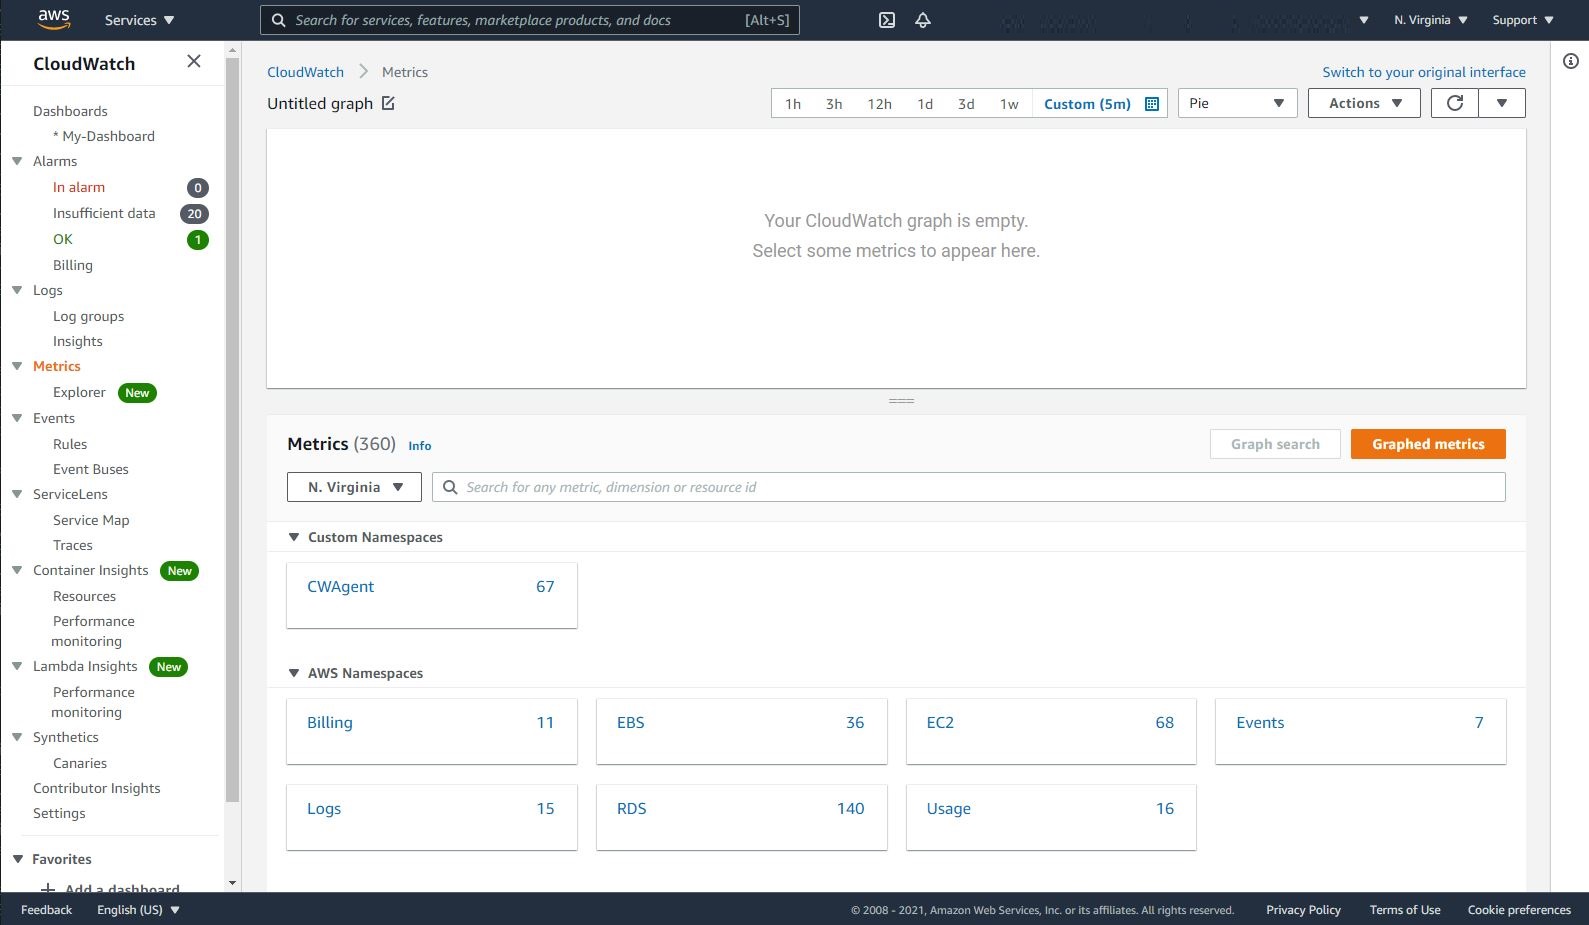 aws
Services
Search for services, features, marketplace products, and docs
[Alt+S]
N. Virginia
Support
CloudWatch
Dashboards
* My-Dashboard
Alarms
In alarm
0
Insufficient data
20
OK
1
Billing
Logs
Log groups
Insights
Metrics
Explorer
New
Events
Rules
Event Buses
ServiceLens
Service Map
Traces
Container Insights
New
Resources
Performance
monitoring
Lambda Insights
New
Performance
monitoring
Synthetics
Canaries
Contributor Insights
Settings
Favorites
Add a dashboard
CloudWatch
Metrics
Switch to your original interface
Untitled graph
1h
3h
12h
1d
3d
1w
Custom (5m)
Pie
Actions
Your CloudWatch graph is empty.
Select some metrics to appear here.
Metrics (360)
Info
Graph search
Graphed metrics
N. Virginia
Search for any metric, dimension or resource id
Custom Namespaces
CWAgent
67
AWS Namespaces
Billing
11
EBS
36
EC2
68
Events
7
Logs
15
RDS
140
Usage
16
Feedback
English (US)
© 2008 - 2021, Amazon Web Services, Inc. or its affiliates. All rights reserved.
Privacy Policy
Terms of Use
Cookie preferences